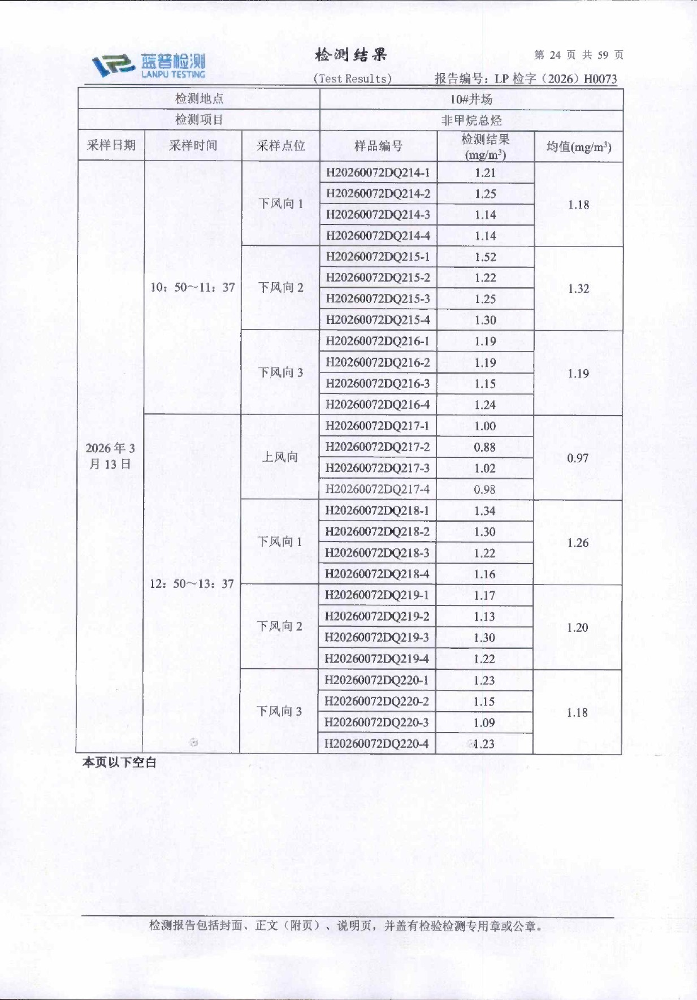 蓝普检测
LANPU TESTING
检测结果
(Test Results)
第 24 页 共 59 页
报告编号：LP 检字（2026）H0073
检测地点 10#井场
检测项目 非甲烷总烃
采样日期 采样时间 采样点位 样品编号 检测结果(mg/m³) 均值(mg/m³)
2026 年 3 月 13 日
10：50～11：37
下风向 1
H20260072DQ214-1 1.21
H20260072DQ214-2 1.25
H20260072DQ214-3 1.14
H20260072DQ214-4 1.14
1.18
下风向 2
H20260072DQ215-1 1.52
H20260072DQ215-2 1.22
H20260072DQ215-3 1.25
H20260072DQ215-4 1.30
1.32
下风向 3
H20260072DQ216-1 1.19
H20260072DQ216-2 1.19
H20260072DQ216-3 1.15
H20260072DQ216-4 1.24
1.19
12：50～13：37
上风向
H20260072DQ217-1 1.00
H20260072DQ217-2 0.88
H20260072DQ217-3 1.02
H20260072DQ217-4 0.98
0.97
下风向 1
H20260072DQ218-1 1.34
H20260072DQ218-2 1.30
H20260072DQ218-3 1.22
H20260072DQ218-4 1.16
1.26
下风向 2
H20260072DQ219-1 1.17
H20260072DQ219-2 1.13
H20260072DQ219-3 1.30
H20260072DQ219-4 1.22
1.20
下风向 3
H20260072DQ220-1 1.23
H20260072DQ220-2 1.15
H20260072DQ220-3 1.09
H20260072DQ220-4 1.23
1.18
本页以下空白
检测报告包括封面、正文（附页）、说明页，并盖有检验检测专用章或公章。